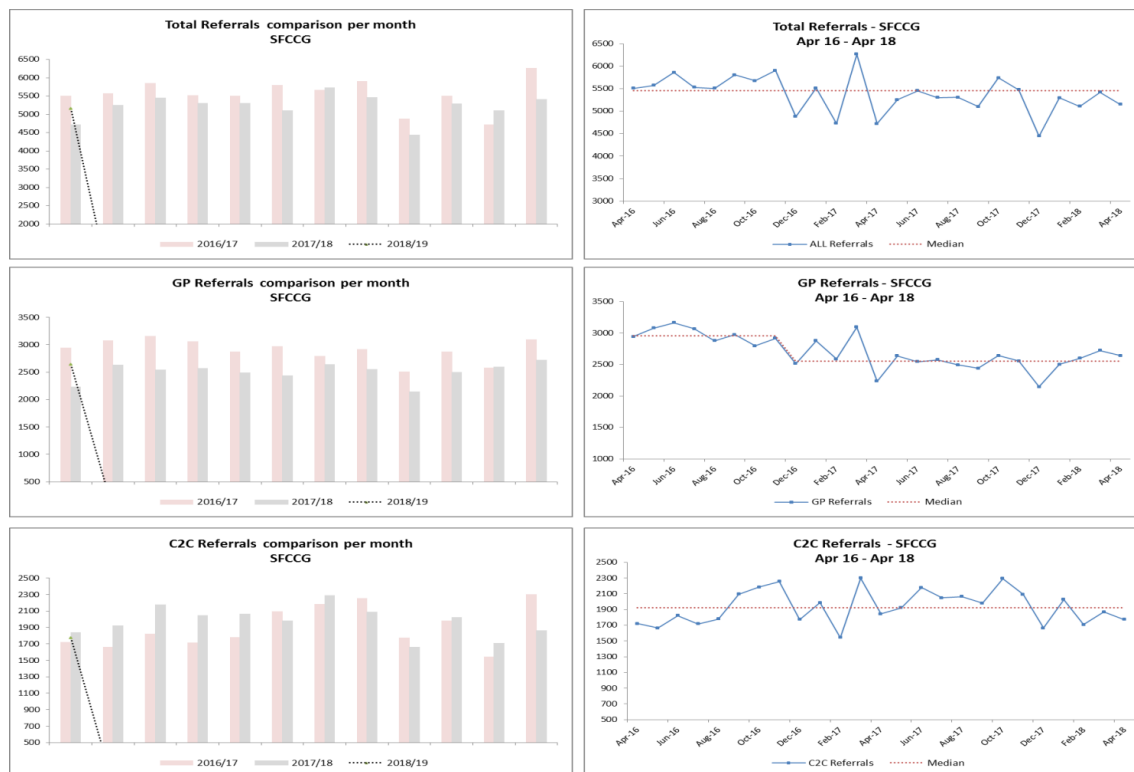 Total Referrals comparison per month
SFCCG
6500
6000
5500
5000
4500
4000
3500
3000
2500
2000
2016/17 2017/18 2018/19
Total Referrals - SFCCG
Apr 16 - Apr 18
6500
6000
5500
5000
4500
4000
3500
3000
Apr-16 Jun-16 Aug-16 Oct-16 Dec-16 Feb-17 Apr-17 Jun-17 Aug-17 Oct-17 Dec-17 Feb-18 Apr-18
ALL Referrals Median
GP Referrals comparison per month
SFCCG
3500
3000
2500
2000
1500
1000
500
2016/17 2017/18 2018/19
GP Referrals - SFCCG
Apr 16 - Apr 18
3500
3000
2500
2000
1500
1000
Apr-16 Jun-16 Aug-16 Oct-16 Dec-16 Feb-17 Apr-17 Jun-17 Aug-17 Oct-17 Dec-17 Feb-18 Apr-18
GP Referrals Median
C2C Referrals comparison per month
SFCCG
2500
2300
2100
1900
1700
1500
1300
1100
900
700
500
2016/17 2017/18 2018/19
C2C Referrals - SFCCG
Apr 16 - Apr 18
2500
2300
2100
1900
1700
1500
1300
1100
900
700
500
Apr-16 Jun-16 Aug-16 Oct-16 Dec-16 Feb-17 Apr-17 Jun-17 Aug-17 Oct-17 Dec-17 Feb-18 Apr-18
C2C Referrals Median